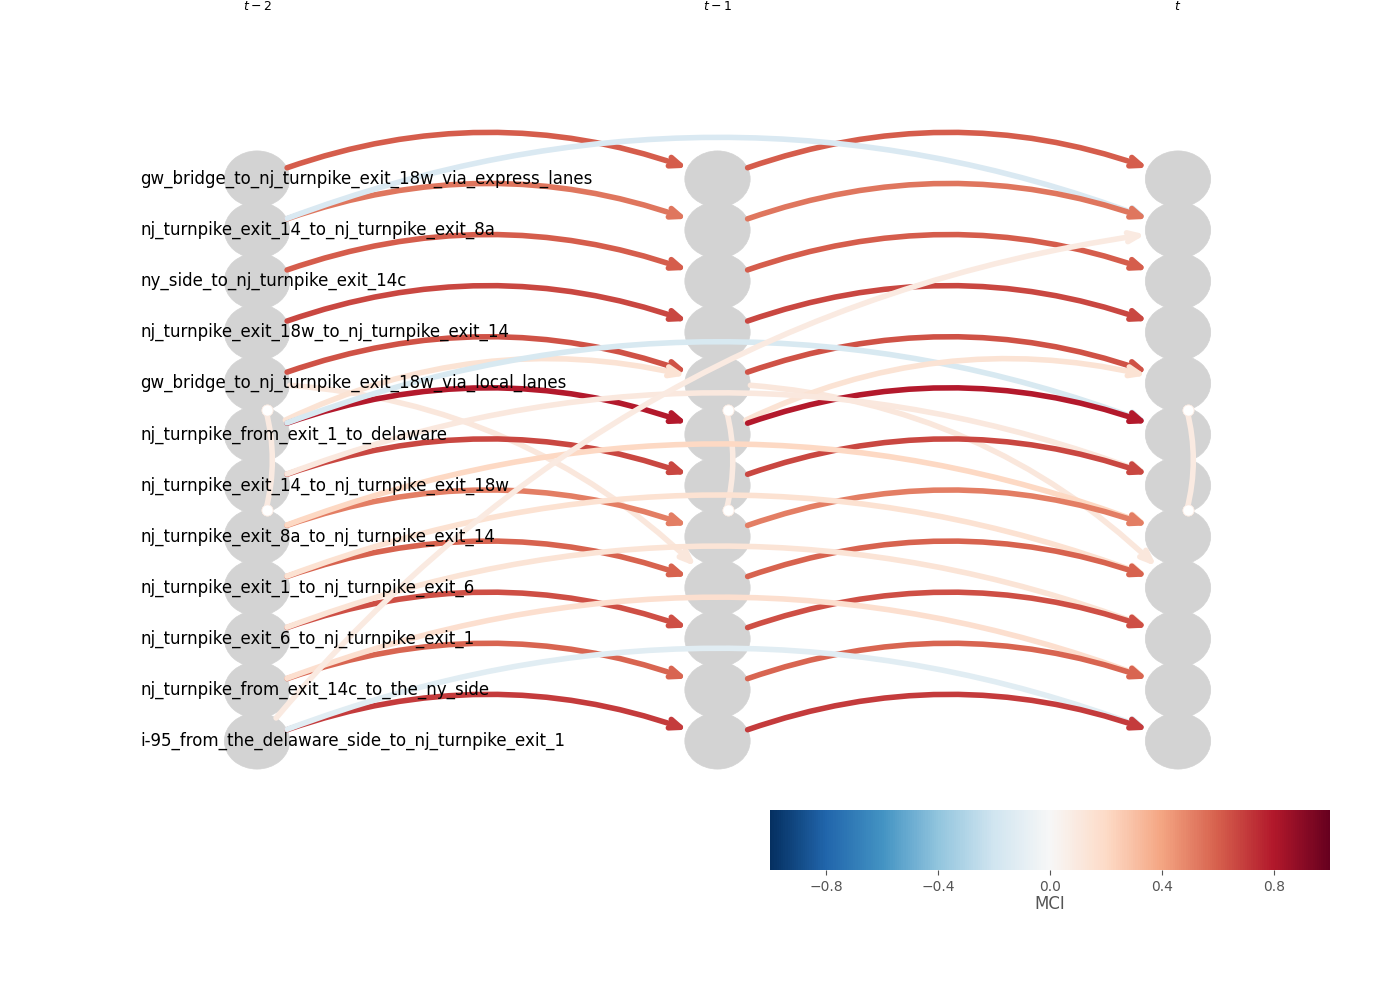 t − 2 t − 1 t
gw_bridge_to_nj_turnpike_exit_18w_via_express_lanes
nj_turnpike_exit_14_to_nj_turnpike_exit_8a
ny_side_to_nj_turnpike_exit_14c
nj_turnpike_exit_18w_to_nj_turnpike_exit_14
gw_bridge_to_nj_turnpike_exit_18w_via_local_lanes
nj_turnpike_from_exit_1_to_delaware
nj_turnpike_exit_14_to_nj_turnpike_exit_18w
nj_turnpike_exit_8a_to_nj_turnpike_exit_14
nj_turnpike_exit_1_to_nj_turnpike_exit_6
nj_turnpike_exit_6_to_nj_turnpike_exit_1
nj_turnpike_from_exit_14c_to_the_ny_side
i-95_from_the_delaware_side_to_nj_turnpike_exit_1
−0.8 −0.4 0.0 0.4 0.8
MCI